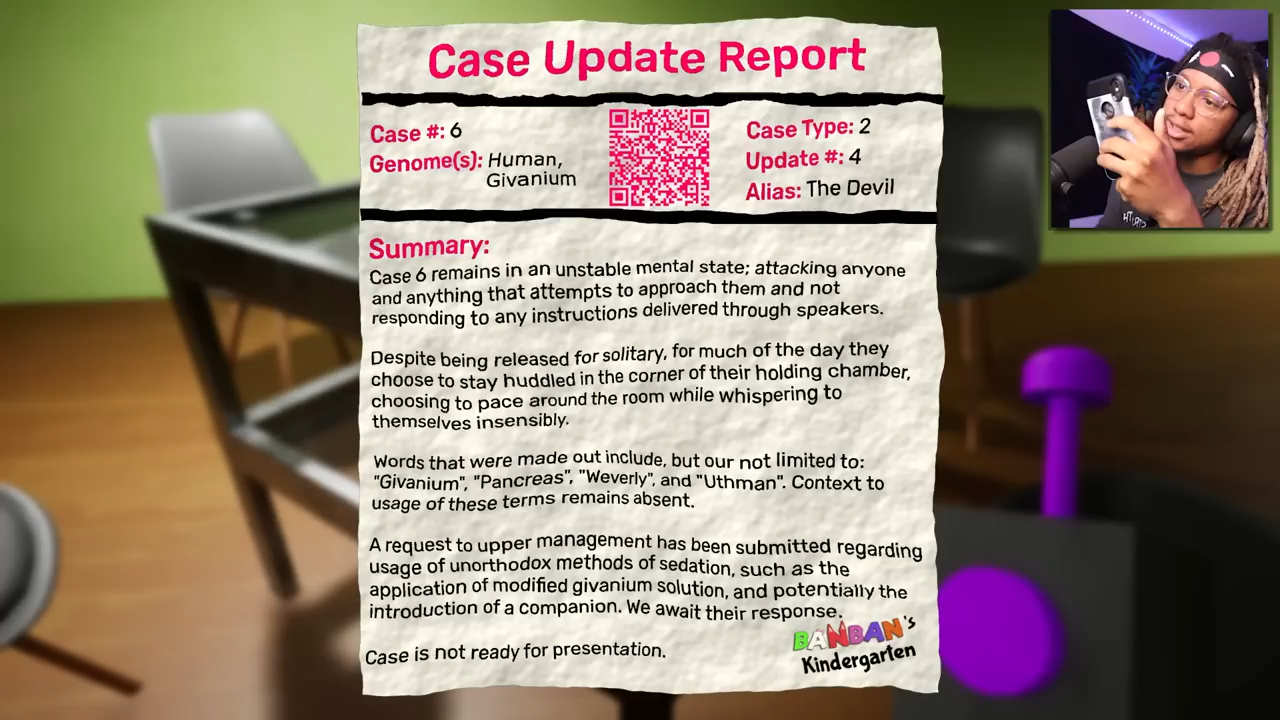 Case Update Report
Case #: 6
Genome(s): Human,
Givanium
Case Type: 2
Update #: 4
Alias: The Devil
Summary:
Case 6 remains in an unstable mental state; attacking anyone
and anything that attempts to approach them and not
responding to any instructions delivered through speakers.
Despite being released for solitary, for much of the day they
choose to stay huddled in the corner of their holding chamber,
choosing to pace around the room while whispering to
themselves insensibly.
Words that were made out include, but our not limited to:
"Givanium", "Pancreas", "Weverly", and "Uthman". Context to
usage of these terms remains absent.
A request to upper management has been submitted regarding
usage of unorthodox methods of sedation, such as the
application of modified givanium solution, and potentially the
introduction of a companion. We await their response.
Case is not ready for presentation.
BANBAN's
Kindergarten